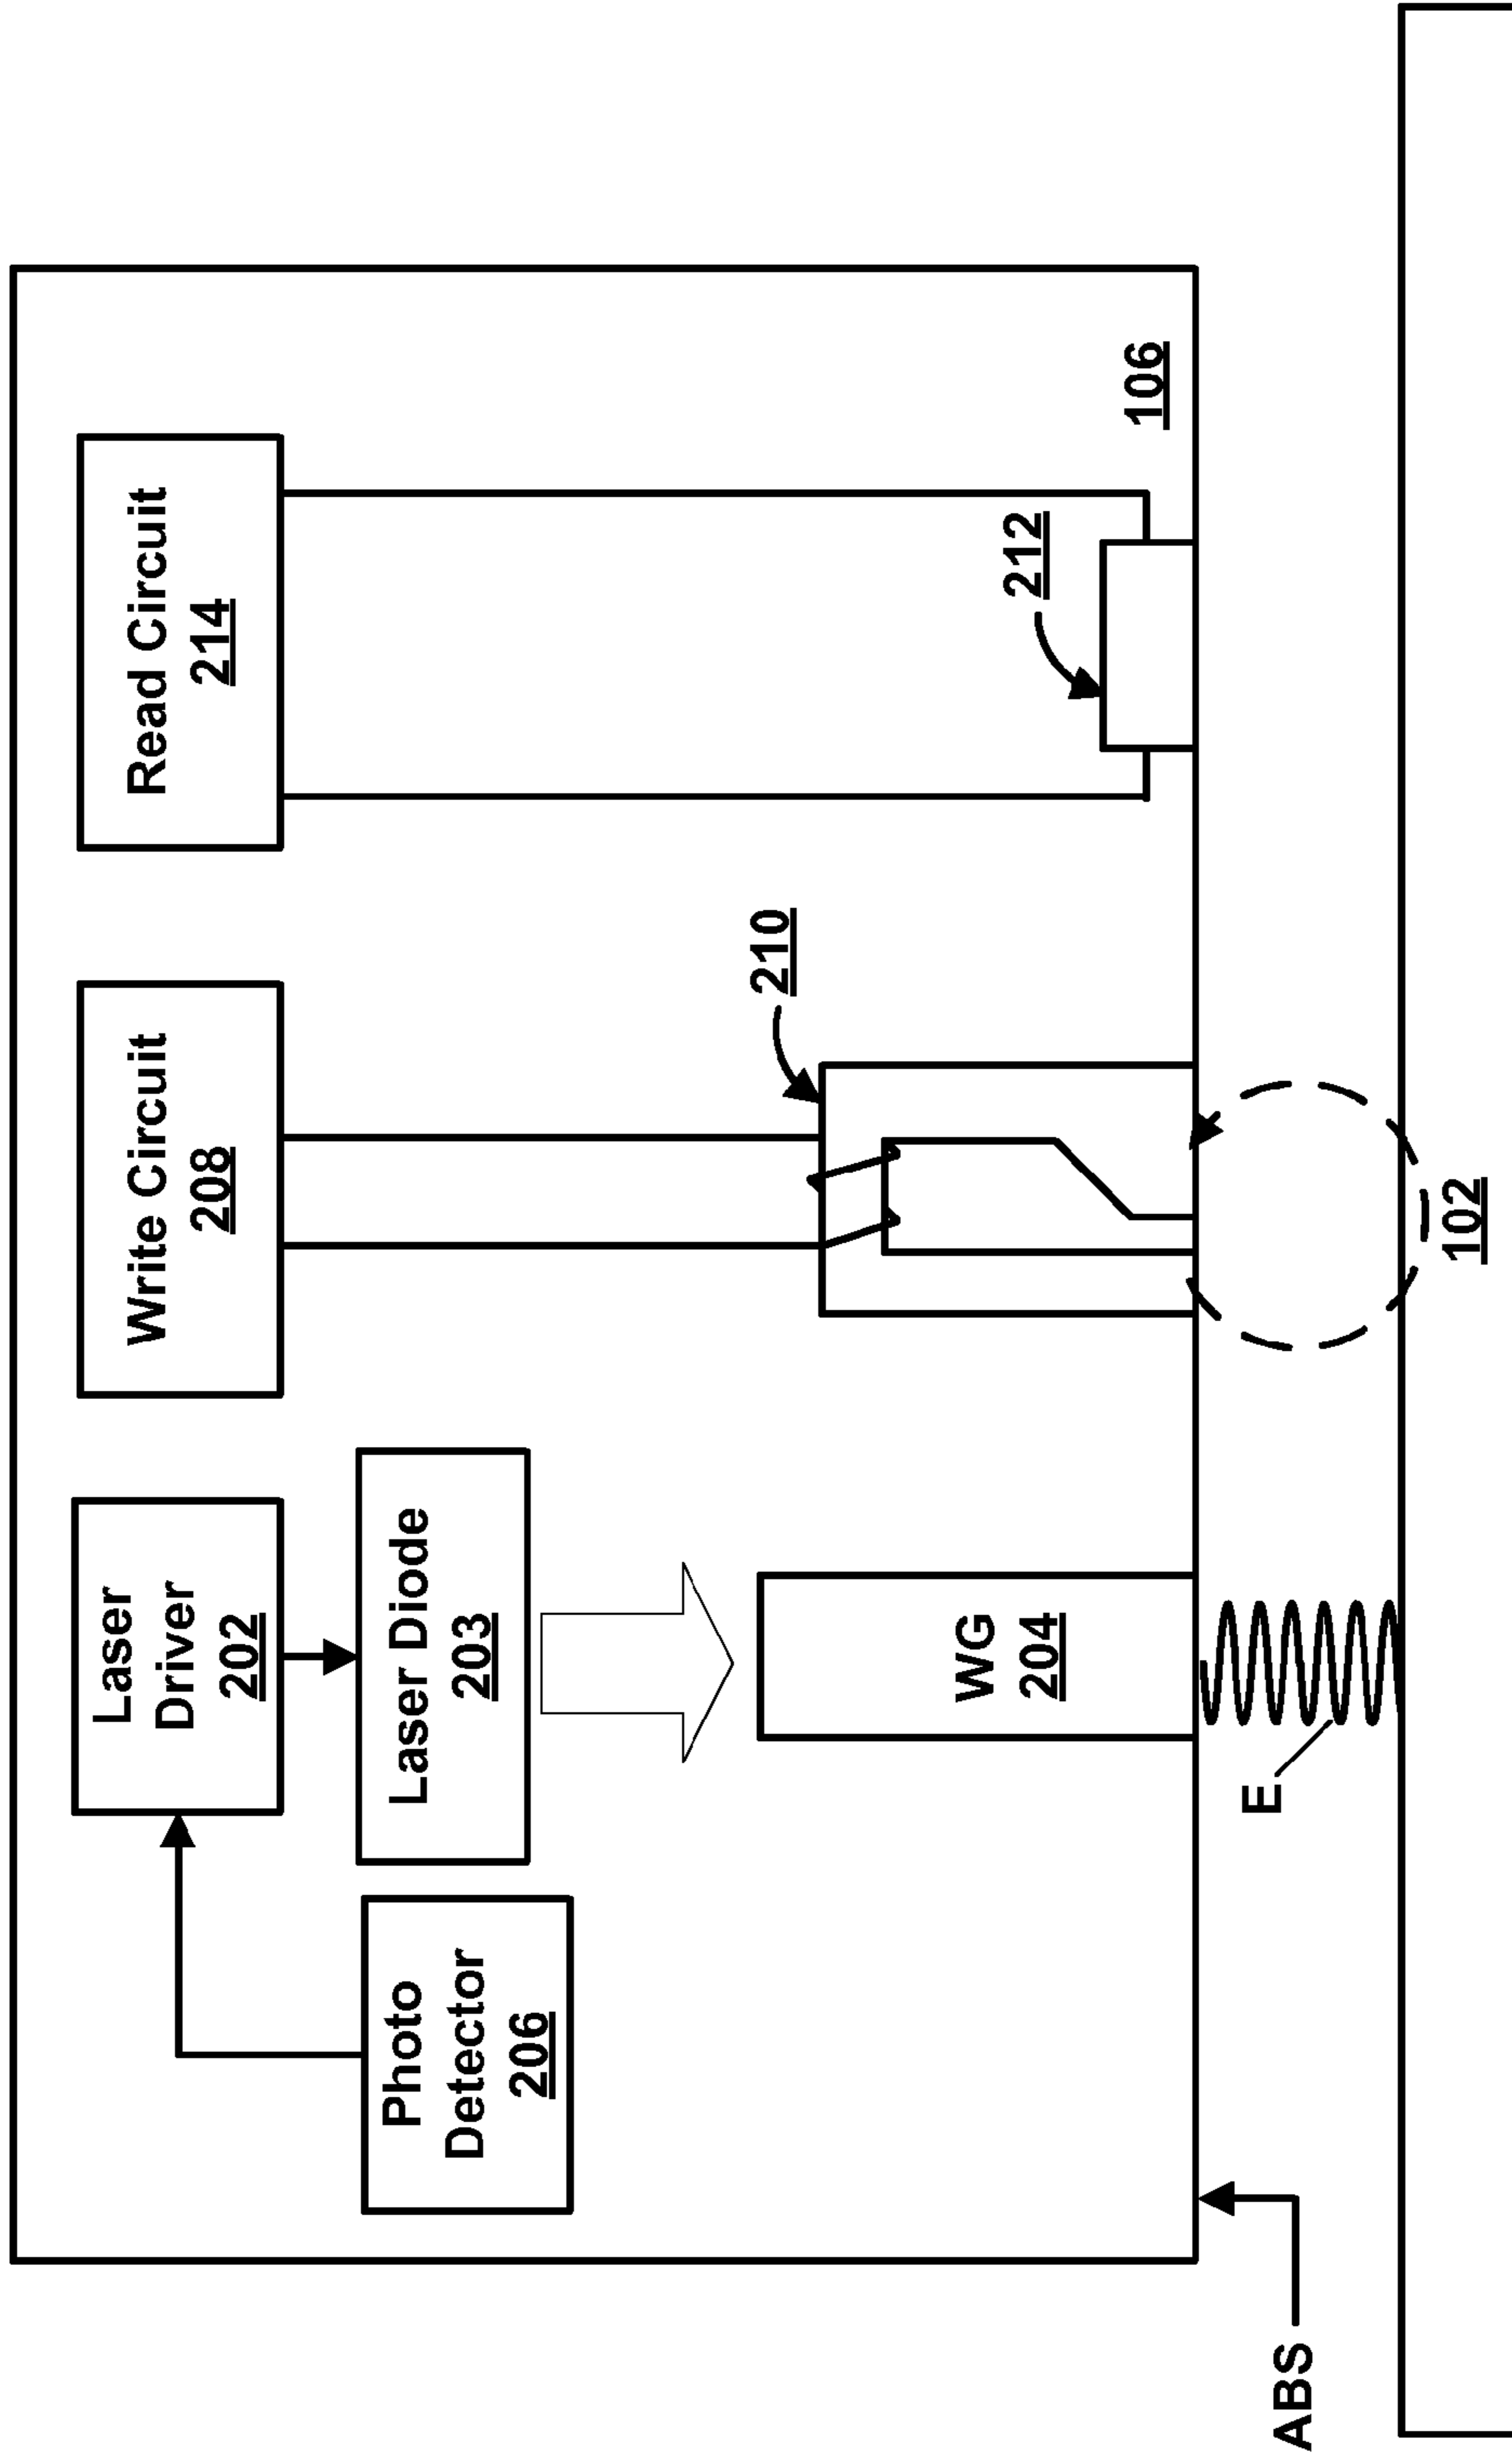 Laser
Driver
202
Write Circuit
208
Read Circuit
214
Photo
Detector
206
Laser Diode
203
210
WG
204
212
106
E
ABS
102